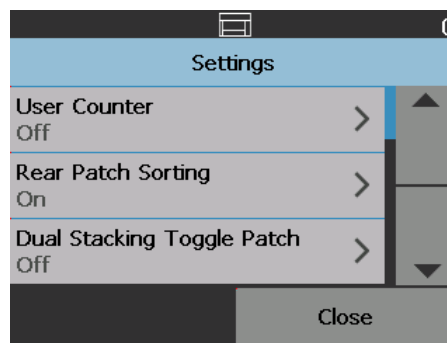 Settings
User Counter
Off
Rear Patch Sorting
On
Dual Stacking Toggle Patch
Off
Close